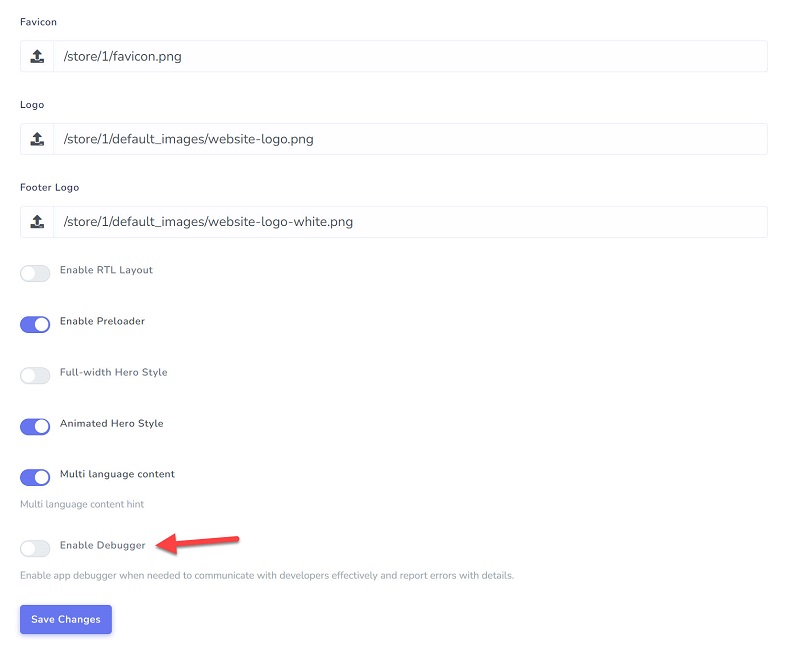 Favicon
/store/1/favicon.png
Logo
/store/1/default_images/website-logo.png
Footer Logo
/store/1/default_images/website-logo-white.png
Enable RTL Layout
Enable Preloader
Full-width Hero Style
Animated Hero Style
Multi language content
Multi language content hint
Enable Debugger
Enable app debugger when needed to communicate with developers effectively and report errors with details.
Save Changes